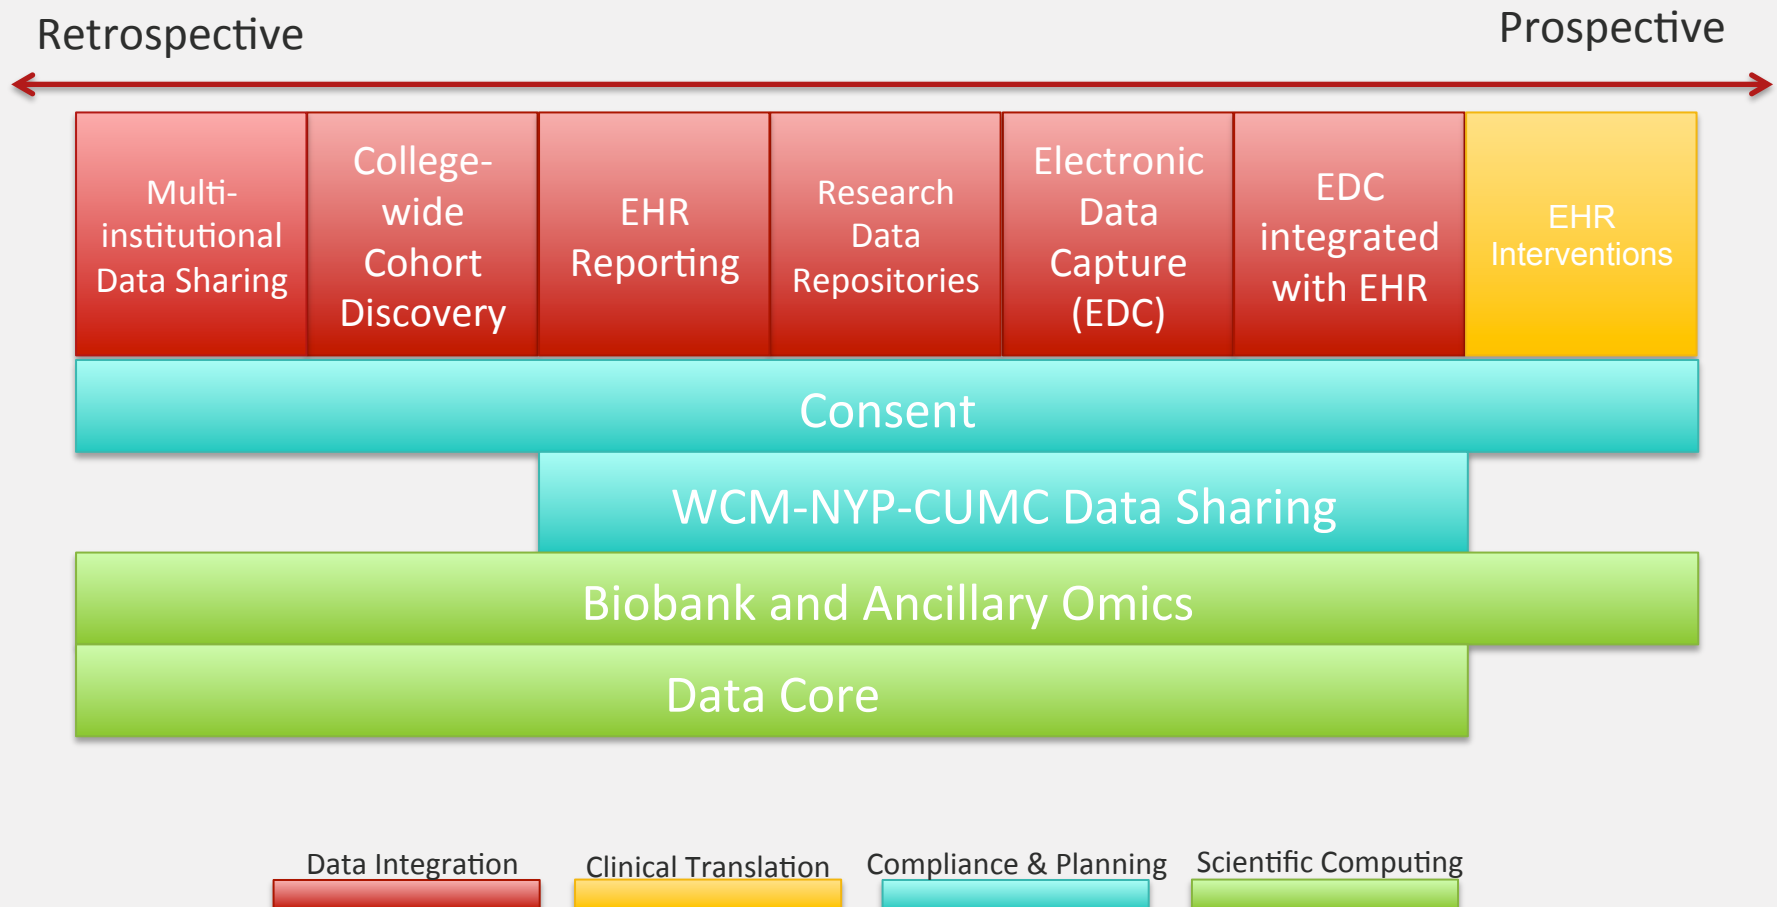 Retrospective
Prospective
Multi-
institutional
Data Sharing
College-
wide
Cohort
Discovery
EHR
Reporting
Research
Data
Repositories
Electronic
Data
Capture
(EDC)
EDC
integrated
with EHR
EHR
Interventions
Consent
WCM-NYP-CUMC Data Sharing
Biobank and Ancillary Omics
Data Core
Data Integration
Clinical Translation
Compliance & Planning
Scientific Computing